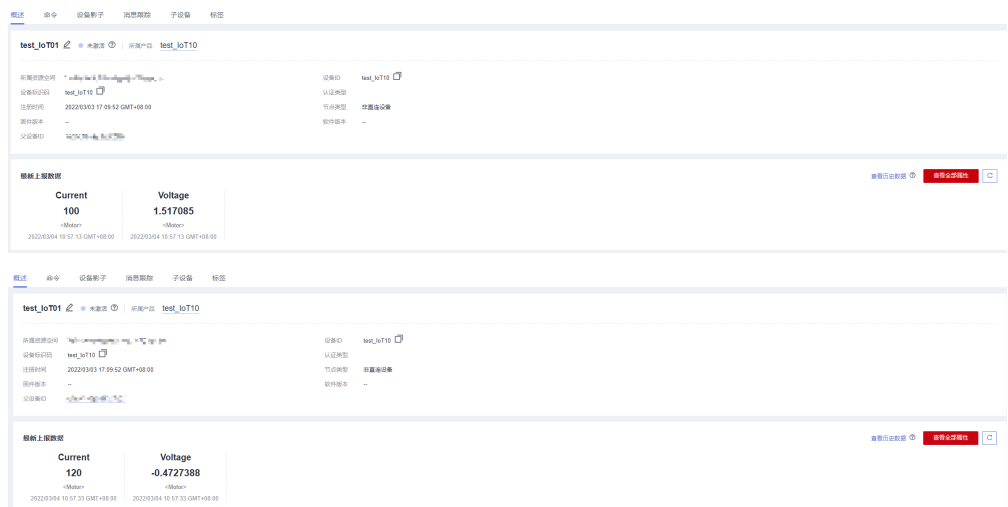 概述 命令 设备影子 消息跟踪 子设备 标签
test_IoT01 未激活 所属产品 test_IoT10
所属资源空间 设备ID test_IoT10
设备标识码 test_IoT10 认证类型
注册时间 2022/03/03 17:09:52 GMT+08:00 节点类型 非直连设备
固件版本 -- 软件版本 --
父设备ID
最新上报数据 查看历史数据 查看全部属性
Current Voltage
100 1.517085
<Motor> <Motor>
2022/03/04 10:57:13 GMT+08:00 2022/03/04 10:57:13 GMT+08:00
概述 命令 设备影子 消息跟踪 子设备 标签
test_IoT01 未激活 所属产品 test_IoT10
所属资源空间 设备ID test_IoT10
设备标识码 test_IoT10 认证类型
注册时间 2022/03/03 17:09:52 GMT+08:00 节点类型 非直连设备
固件版本 -- 软件版本 --
父设备ID
最新上报数据 查看历史数据 查看全部属性
Current Voltage
120 -0.4727388
<Motor> <Motor>
2022/03/04 10:57:33 GMT+08:00 2022/03/04 10:57:33 GMT+08:00